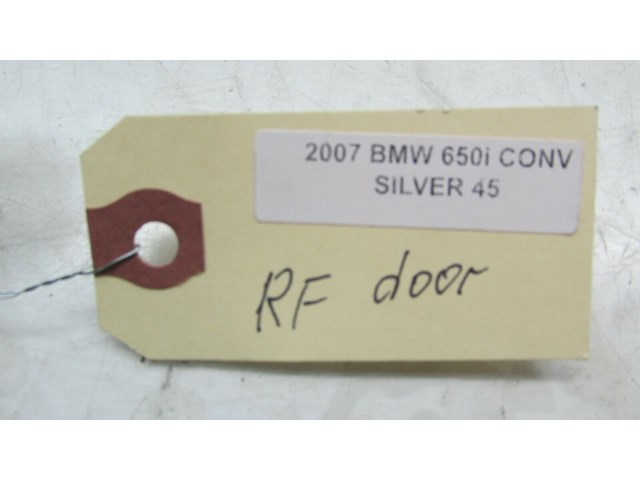 2007 BMW 650i CONV
SILVER 45
RF door